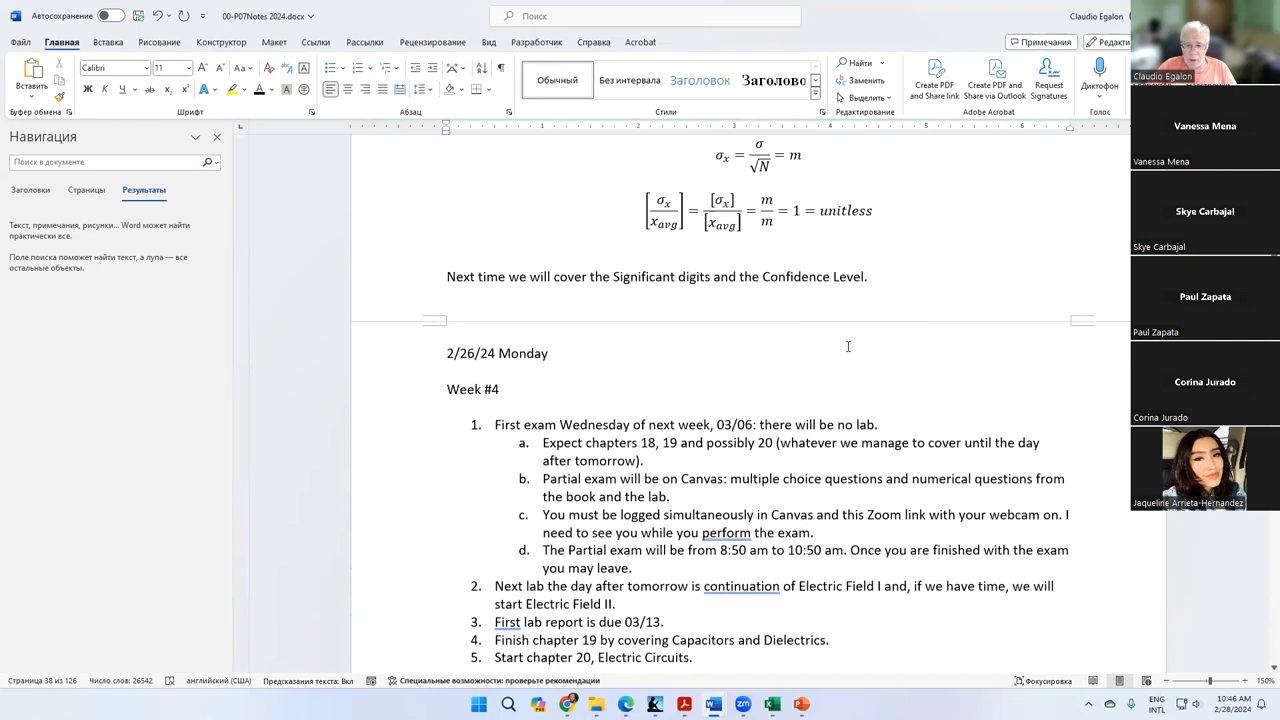 Автосохранение
00-P07Notes 2024.docx
Поиск
Claudio Egalon
Файл Главная Вставка Рисование Конструктор Макет Ссылки Рассылки Рецензирование Вид Разработчик Справка Acrobat
Примечания
Вставить
Calibri 11
Обычный
Без интервала
Заголовок
Найти
Заменить
Выделить
Create PDF and Share link
Create PDF and Share via Outlook
Request Signatures
Диктофон
Буфер обмена Шрифт Абзац Стили Редактирование Adobe Acrobat Голос
Навигация
Поиск в документе
Заголовки Страницы Результаты
Текст, примечания, рисунки... Word может найти
практически все.
Поле поиска поможет найти текст, а лупа — все
остальные объекты.
σx = σ/√N = m
[σx/xavg] = [σx]/[xavg] = m/m = 1 = unitless
Next time we will cover the Significant digits and the Confidence Level.
2/26/24 Monday
Week #4
1. First exam Wednesday of next week, 03/06: there will be no lab.
a. Expect chapters 18, 19 and possibly 20 (whatever we manage to cover until the day
after tomorrow).
b. Partial exam will be on Canvas: multiple choice questions and numerical questions from
the book and the lab.
c. You must be logged simultaneously in Canvas and this Zoom link with your webcam on. I
need to see you while you perform the exam.
d. The Partial exam will be from 8:50 am to 10:50 am. Once you are finished with the exam
you may leave.
2. Next lab the day after tomorrow is continuation of Electric Field I and, if we have time, we will
start Electric Field II.
3. First lab report is due 03/13.
4. Finish chapter 19 by covering Capacitors and Dielectrics.
5. Start chapter 20, Electric Circuits.
Claudio Egalon
Vanessa Mena
Vanessa Mena
Skye Carbajal
Skye Carbajal
Paul Zapata
Paul Zapata
Corina Jurado
Corina Jurado
Jaqueline Arrieta-Hernandez
Страница 38 из 126 Число слов: 26542 английский (США) Предсказания текста: Вкл Специальные возможности: проверьте рекомендации
Фокусировка
150%
ENG
INTL
10:46 AM
2/28/2024